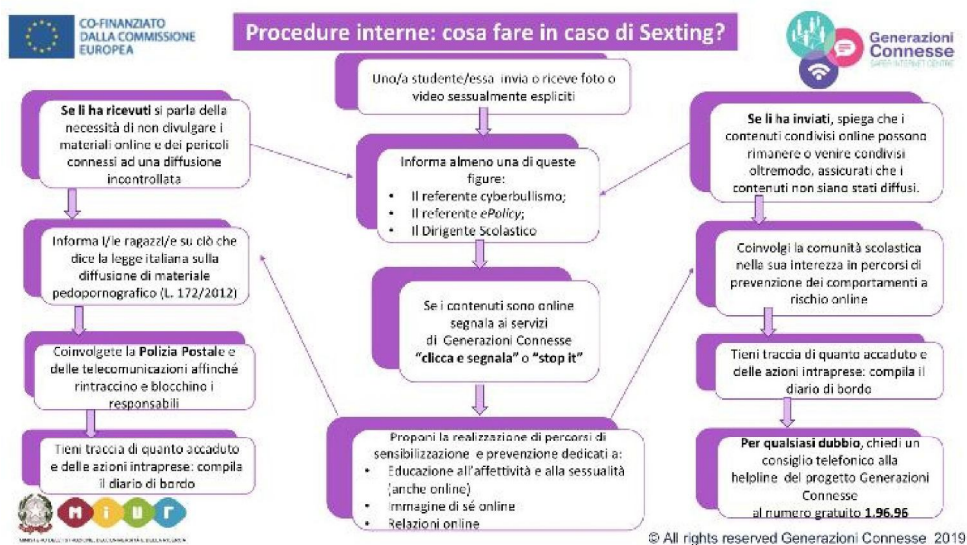 CO-FINANZIATO
DALLA COMMISSIONE
EUROPEA
Procedure interne: cosa fare in caso di Sexting?
Generazioni
Connesse
SAFER INTERNET CENTRE
Uno/a studente/essa invia o riceve foto o
video sessualmente espliciti
Se li ha ricevuti si parla della
necessità di non divulgare i
materiali online e dei pericoli
connessi ad una diffusione
incontrollata
Informa i/le ragazzi/e su ciò che
dice la legge italiana sulla
diffusione di materiale
pedopornografico (L. 172/2012)
Coinvolgete la Polizia Postale e
delle telecomunicazioni affinché
rintraccino e blocchino i
responsabili
Tieni traccia di quanto accaduto
e delle azioni intraprese: compila
il diario di bordo
Informa almeno una di queste
figure:
• Il referente cyberbullismo;
• Il referente ePolicy;
• Il Dirigente Scolastico
Se i contenuti sono online
segnala ai servizi
di Generazioni Connesse
“clicca e segnala” o “stop it”
Proponi la realizzazione di percorsi di
sensibilizzazione e prevenzione dedicati a:
• Educazione all'affettività e alla sessualità
(anche online)
• Immagine di sé online
• Relazioni online
Se li ha inviati, spiega che i
contenuti condivisi online possono
rimanere o venire condivisi
oltremodo, assicurati che i
contenuti non siano stati diffusi.
Coinvolgi la comunità scolastica
nella sua interezza in percorsi di
prevenzione dei comportamenti a
rischio online
Tieni traccia di quanto accaduto e
delle azioni intraprese: compila il
diario di bordo
Per qualsiasi dubbio, chiedi un
consiglio telefonico alla
helpline del progetto Generazioni
Connesse
al numero gratuito 1.96.96
MIUR
MINISTERO DELL'ISTRUZIONE, DELL'UNIVERSITÀ E DELLA RICERCA
© All rights reserved Generazioni Connesse 2019